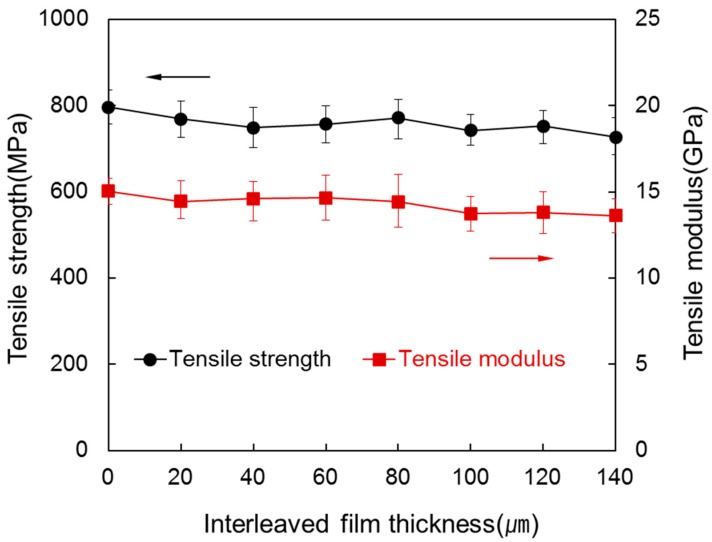 Tensile strength(MPa)
1000
800
600
400
200
0
Tensile strength
Tensile modulus
25
20
15
10
5
0
Tensile modulus(GPa)
0 20 40 60 80 100 120 140
Interleaved film thickness(㎛)